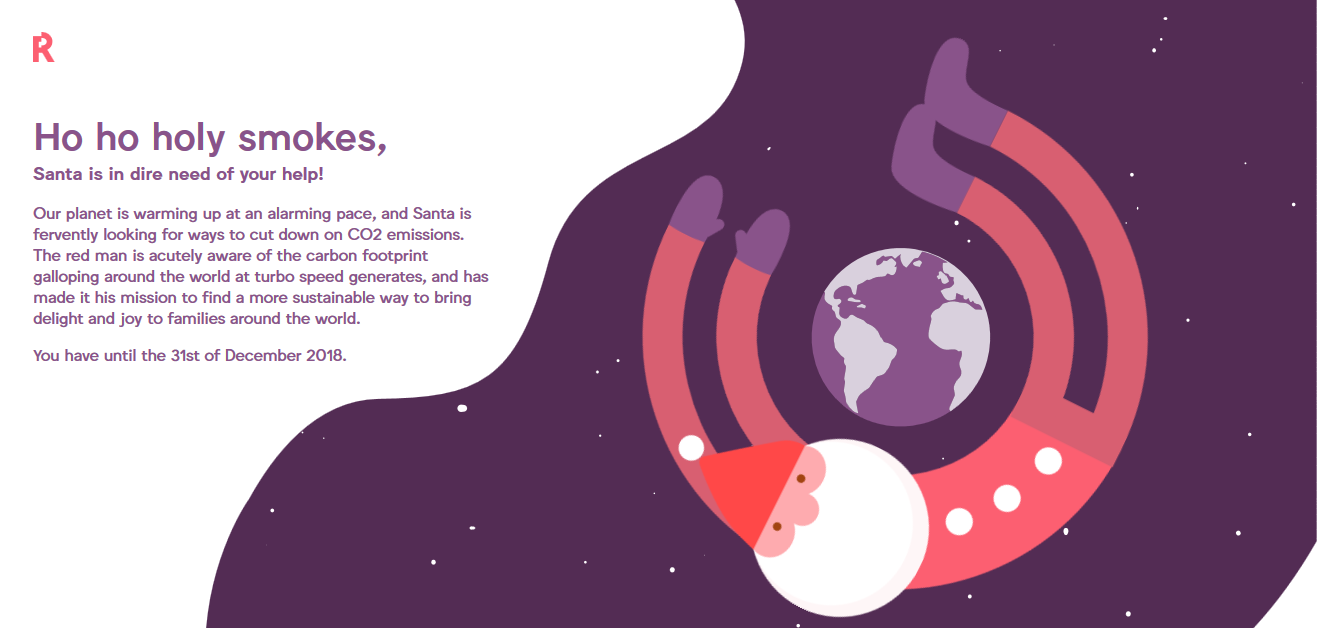 R
Ho ho holy smokes,
Santa is in dire need of your help!
Our planet is warming up at an alarming pace, and Santa is
fervently looking for ways to cut down on CO2 emissions.
The red man is acutely aware of the carbon footprint
galloping around the world at turbo speed generates, and has
made it his mission to find a more sustainable way to bring
delight and joy to families around the world.
You have until the 31st of December 2018.